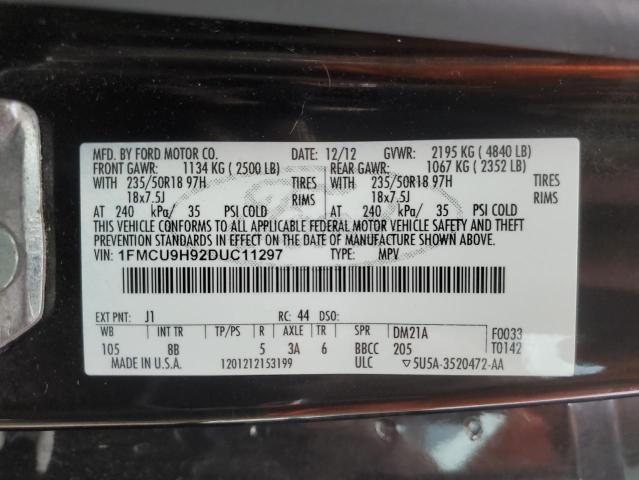 MFD. BY FORD MOTOR CO. DATE: 12/12 GVWR: 2195 KG ( 4840 LB)
FRONT GAWR: 1134 KG ( 2500 LB) REAR GAWR: 1067 KG ( 2352 LB)
WITH 235/50R18 97H TIRES WITH 235/50R18 97H TIRES
18x7.5J RIMS 18x7.5J RIMS
AT 240 kPa/ 35 PSI COLD AT 240 kPa/ 35 PSI COLD
THIS VEHICLE CONFORMS TO ALL APPLICABLE FEDERAL MOTOR VEHICLE SAFETY AND THEFT
PREVENTION STANDARDS IN EFFECT ON THE DATE OF MANUFACTURE SHOWN ABOVE.
VIN: 1FMCU9H92DUC11297 TYPE: MPV
EXT PNT: J1 RC: 44 DSO:
WB INT TR TP/PS R AXLE TR SPR DM21A F0033
105 8B 5 3A 6 BBCC 205 T0142
MADE IN U.S.A. 1201212153199 ULC 5U5A-3520472-AA